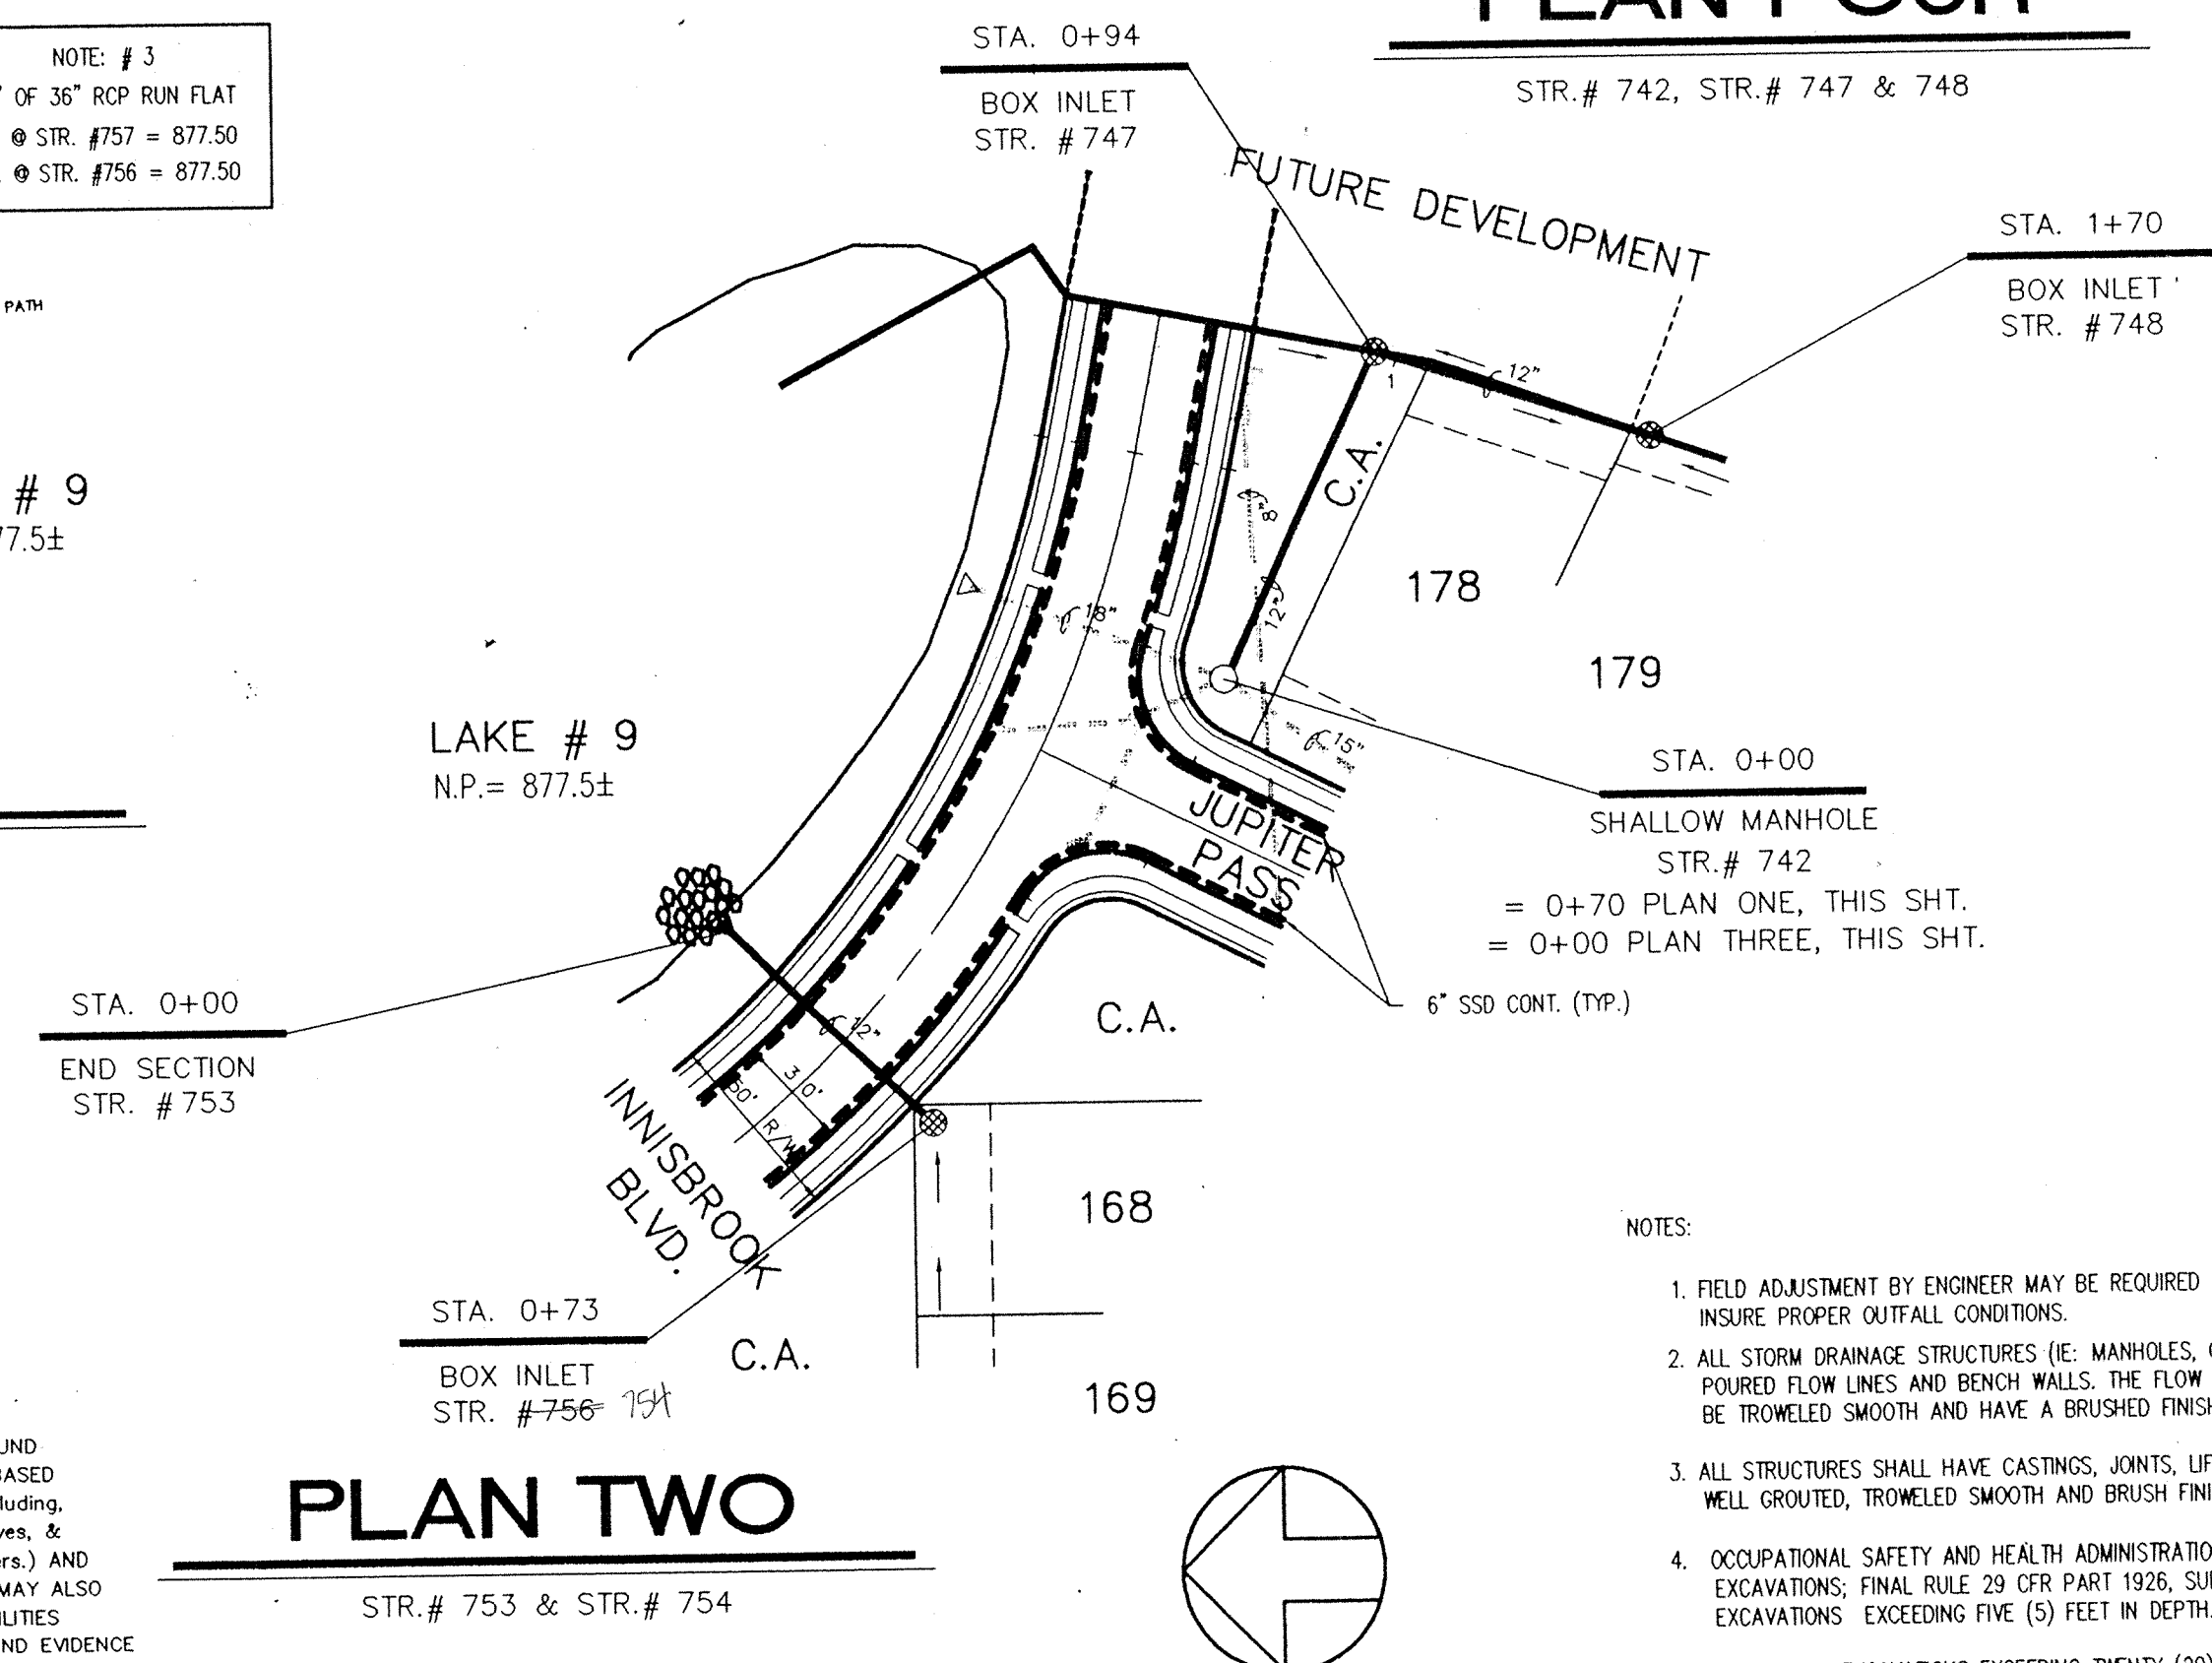 PLAN FOUR
STR.# 742, STR.# 747 & 748
NOTE: # 3
OF 36" RCP RUN FLAT
@ STR. #757 = 877.50
@ STR. #756 = 877.50
PATH
# 9
77.5±
STA. 0+94
BOX INLET
STR. #747
FUTURE DEVELOPMENT
STA. 1+70
BOX INLET
STR. #748
12"
1
C.A.
8"
12"
18"
15"
178
179
LAKE # 9
N.P.= 877.5±
STA. 0+00
SHALLOW MANHOLE
STR.# 742
= 0+70 PLAN ONE, THIS SHT.
= 0+00 PLAN THREE, THIS SHT.
JUPITER
PASS
6" SSD CONT. (TYP.)
STA. 0+00
END SECTION
STR. #753
12"
30'
R/W
INNISBROOK
BLVD.
C.A.
168
169
C.A.
STA. 0+73
BOX INLET
STR. #756 754
PLAN TWO
STR.# 753 & STR.# 754
UND
BASED
luding,
ves, &
ers.) AND
MAY ALSO
ILITIES
ND EVIDENCE
NOTES:
1. FIELD ADJUSTMENT BY ENGINEER MAY BE REQUIRED
INSURE PROPER OUTFALL CONDITIONS.
2. ALL STORM DRAINAGE STRUCTURES (IE: MANHOLES,
POURED FLOW LINES AND BENCH WALLS. THE FLOW
BE TROWELED SMOOTH AND HAVE A BRUSHED FINISH
3. ALL STRUCTURES SHALL HAVE CASTINGS, JOINTS, LIF
WELL GROUTED, TROWELED SMOOTH AND BRUSH FINI
4. OCCUPATIONAL SAFETY AND HEALTH ADMINISTRATIO
EXCAVATIONS; FINAL RULE 29 CFR PART 1926, SU
EXCAVATIONS EXCEEDING FIVE (5) FEET IN DEPTH.